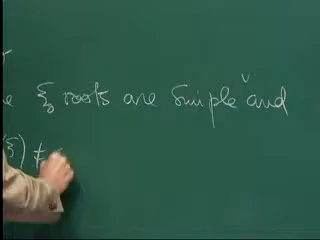 ξ roots are simple and
ξ) ≠